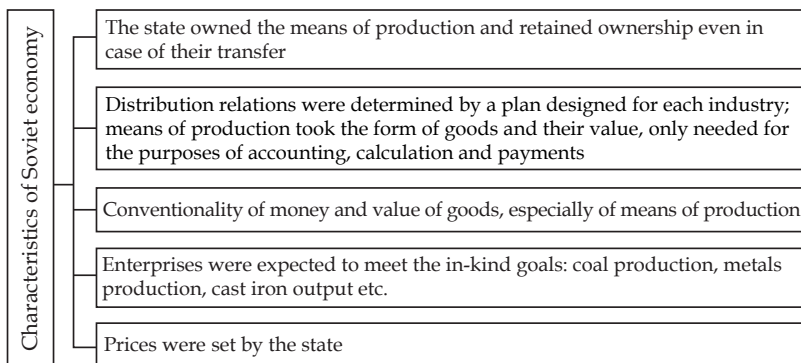 Characteristics of Soviet economy
The state owned the means of production and retained ownership even in
case of their transfer
Distribution relations were determined by a plan designed for each industry;
means of production took the form of goods and their value, only needed for
the purposes of accounting, calculation and payments
Conventionality of money and value of goods, especially of means of production
Enterprises were expected to meet the in-kind goals: coal production, metals
production, cast iron output etc.
Prices were set by the state